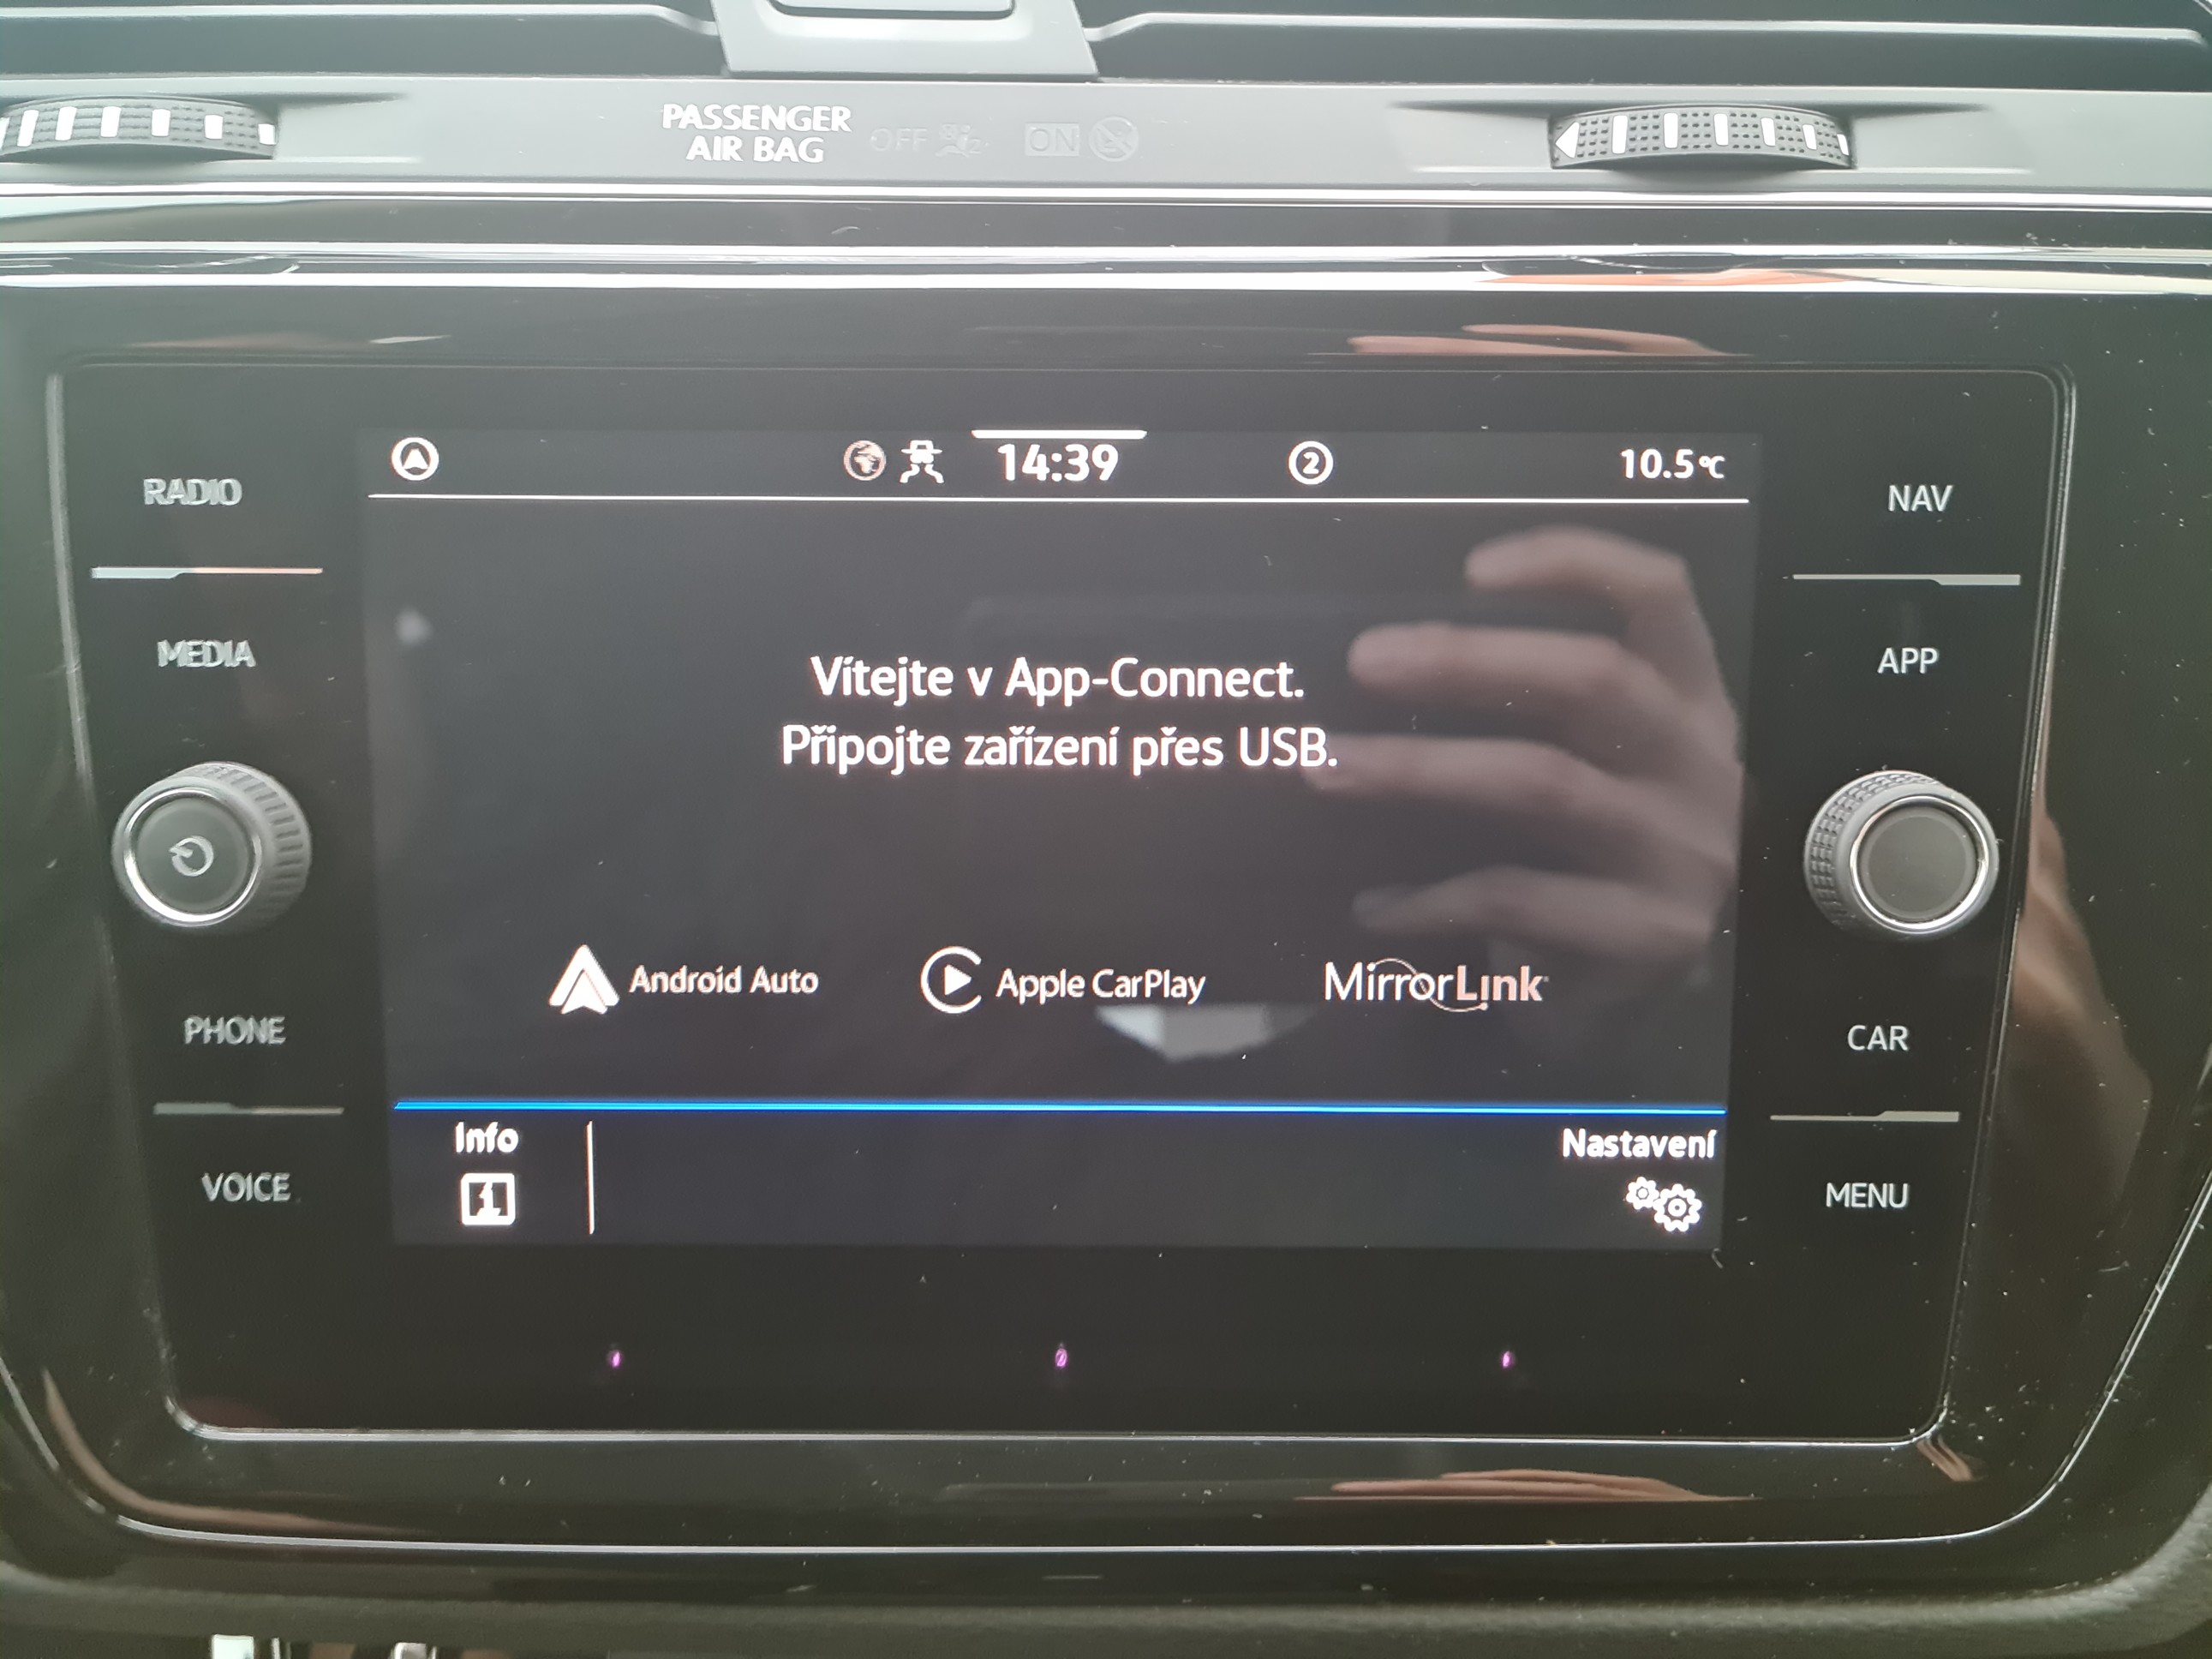 PASSENGER
AIR BAG OFF ON
14:39 2 10.5°C
RADIO
NAV
MEDIA
APP
Vítejte v App-Connect.
Připojte zařízení přes USB.
Android Auto Apple CarPlay MirrorLink
PHONE
CAR
Info Nastavení
VOICE
MENU